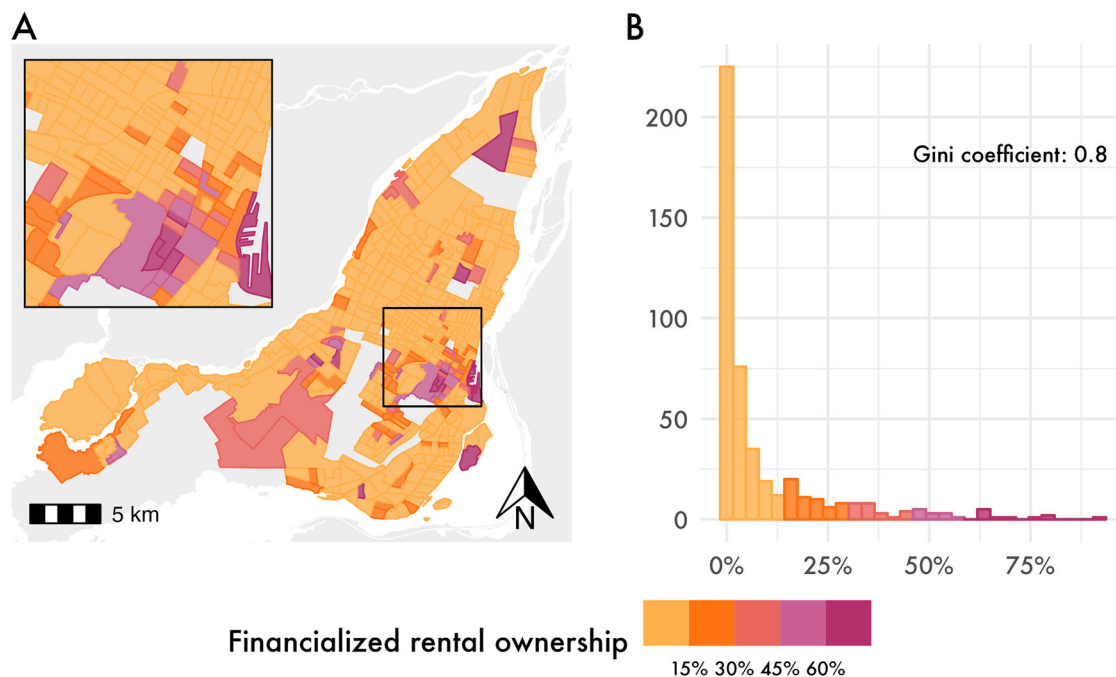 A
5 km
N
B
200
150
100
50
0
Gini coefficient: 0.8
0% 25% 50% 75%
Financialized rental ownership
15% 30% 45% 60%